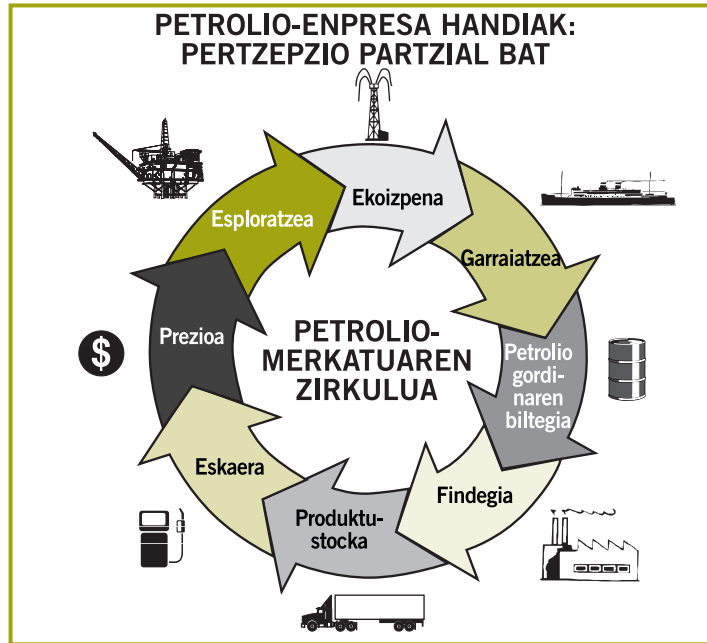 PETROLIO-ENPRESA HANDIAK:
PERTZEPZIO PARTZIAL BAT
Esploratzea
Ekoizpena
Garraiatzea
Petrolio
gordi-
naren
biltegia
Findegia
Produktu-
stocka
Eskaera
Prezioa
$
PETROLIO-
MERKATUAREN
ZIRKULUA